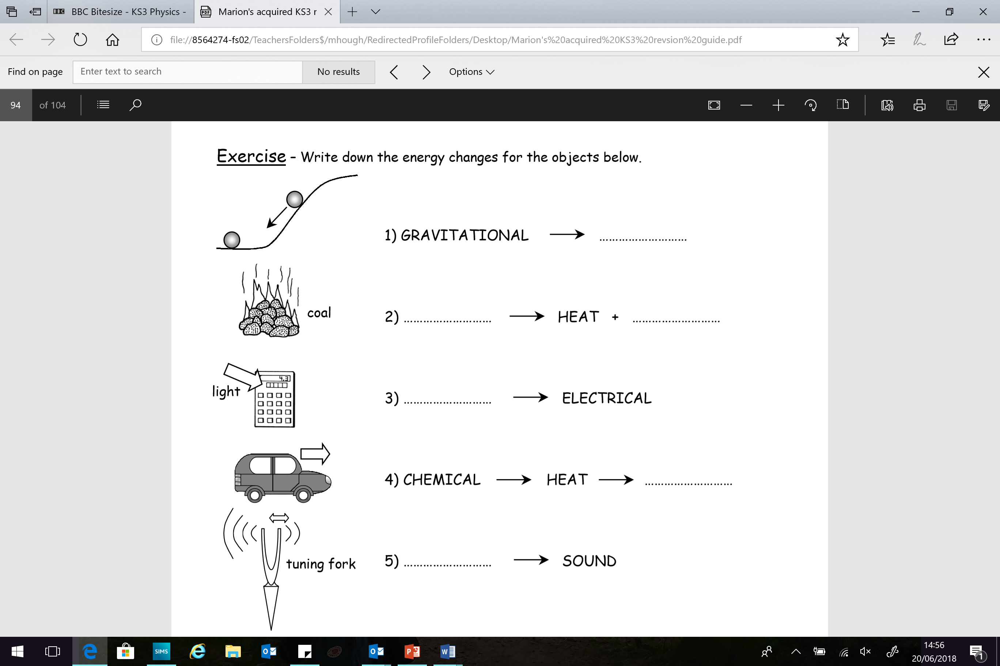 BBC BBC Bitesize - KS3 Physics -
PDF Marion's acquired KS3 r
file://8564274-fs02/TeachersFolders$/mhough/RedirectedProfileFolders/Desktop/Marion's%20acquired%20KS3%20revsion%20guide.pdf
Find on page Enter text to search No results Options
94 of 104
Exercise - Write down the energy changes for the objects below.
1) GRAVITATIONAL ...........................
coal
2) ........................... HEAT + ...........................
4.3
light
3) ........................... ELECTRICAL
4) CHEMICAL HEAT ...........................
tuning fork
5) ........................... SOUND
SIMS
14:56
20/06/2018
1